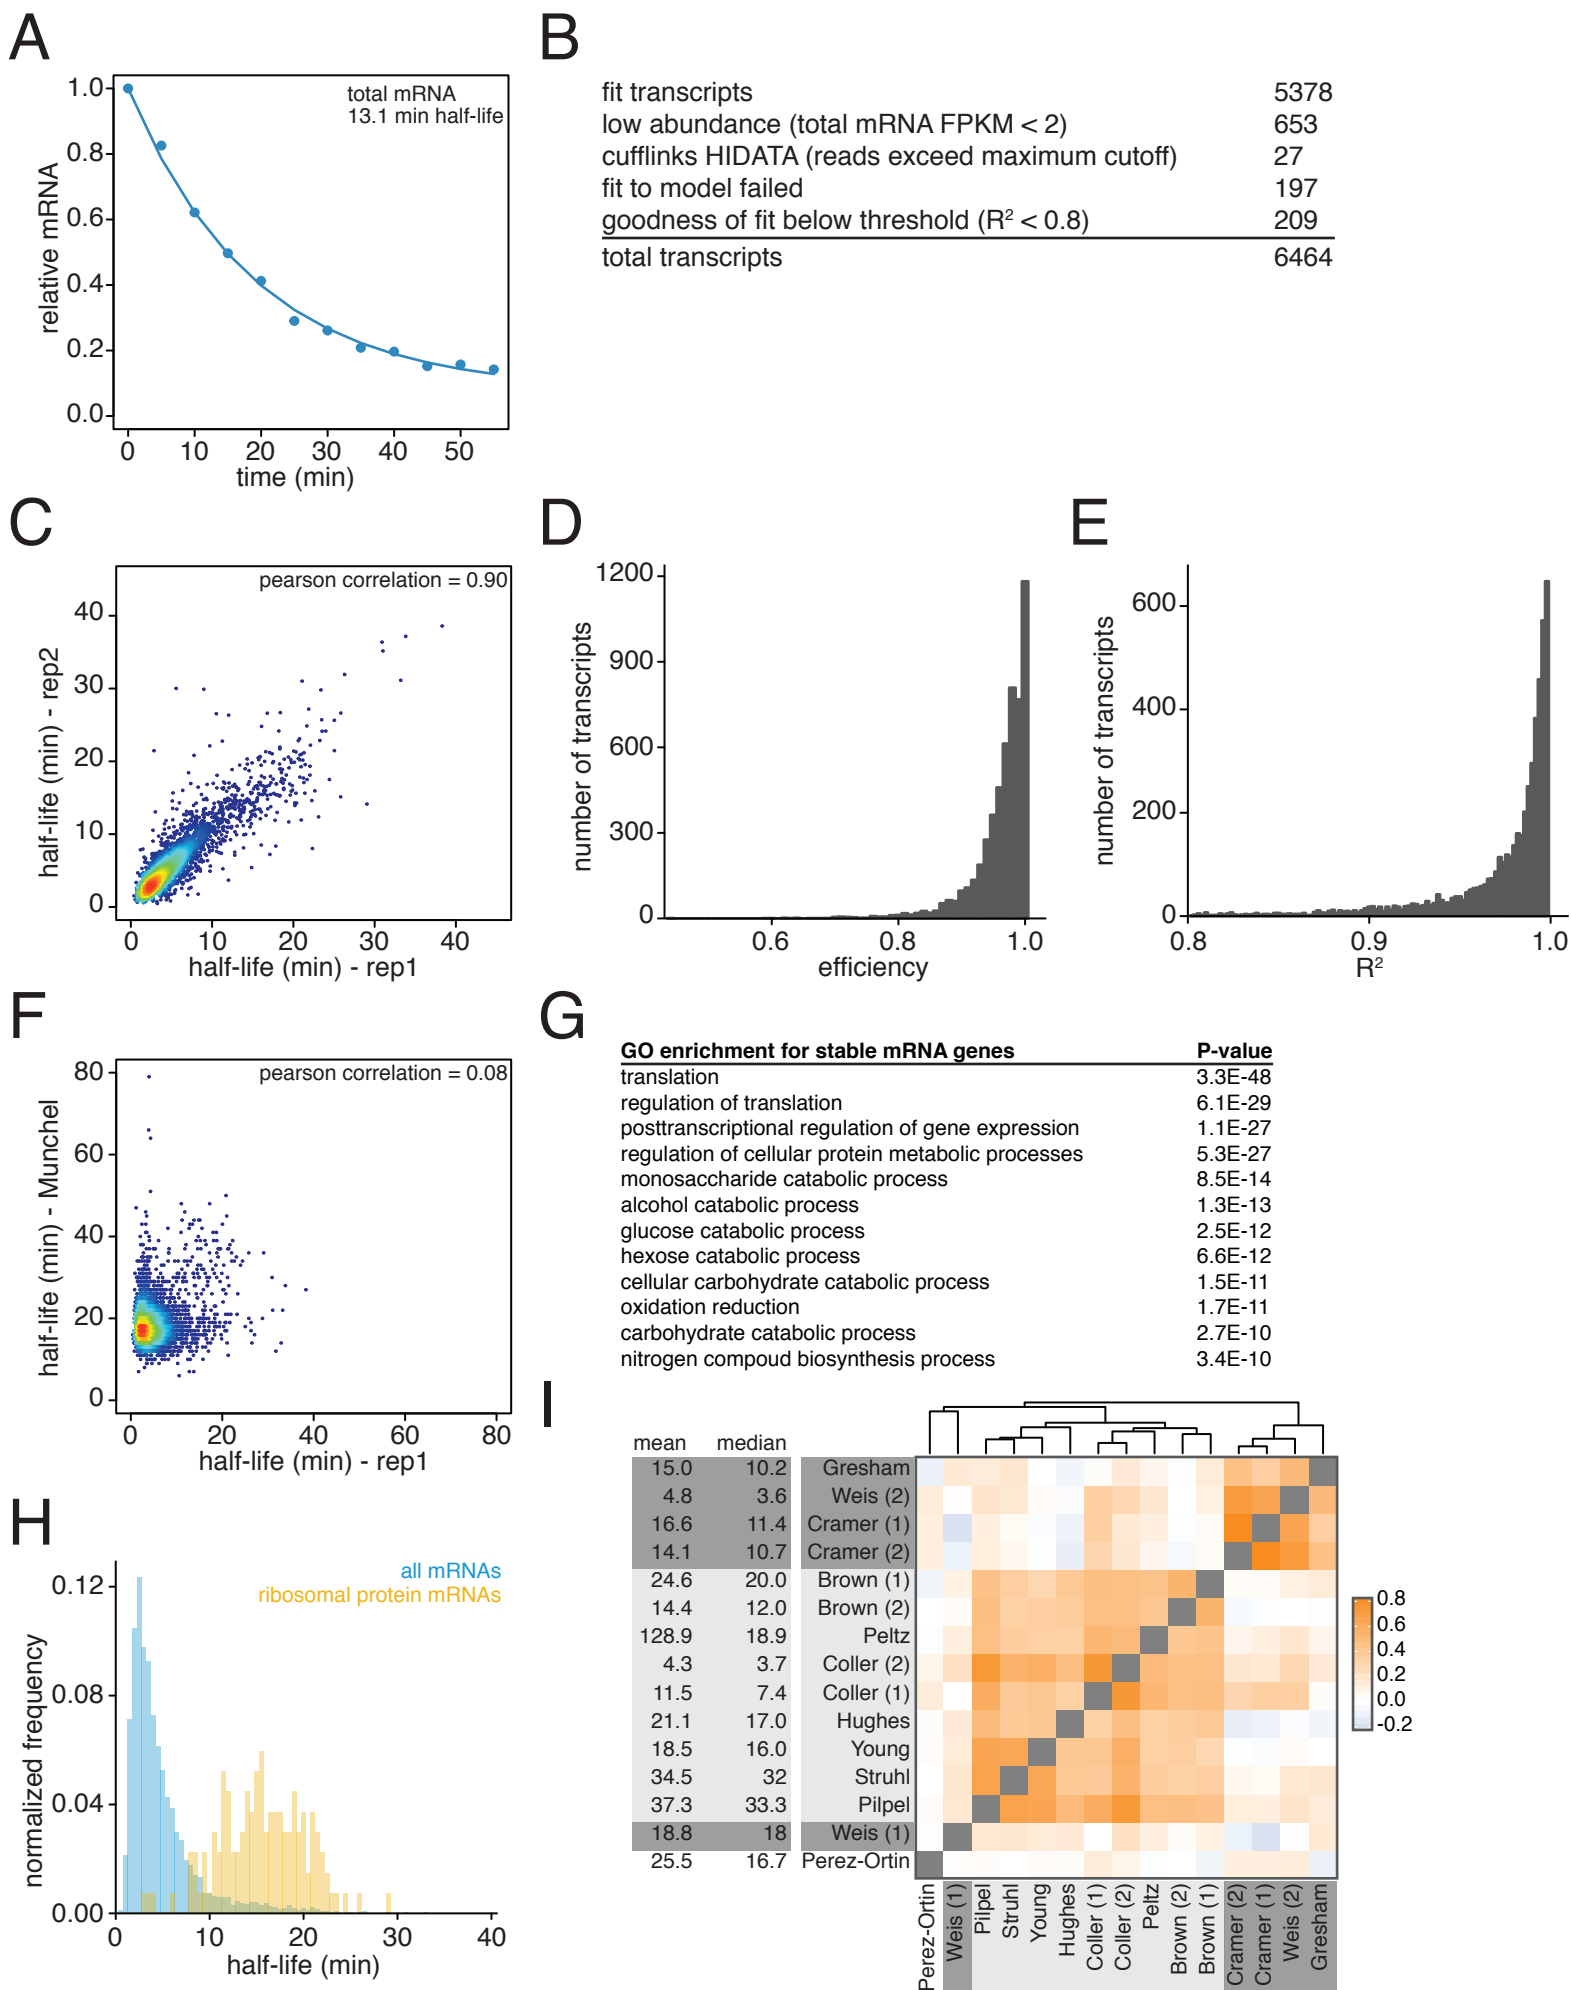 A
1.0
0.8
0.6
0.4
0.2
0.0
relative mRNA
total mRNA
13.1 min half-life
0 10 20 30 40 50
time (min)
B
fit transcripts 5378
low abundance (total mRNA FPKM < 2) 653
cufflinks HIDATA (reads exceed maximum cutoff) 27
fit to model failed 197
goodness of fit below threshold (R² < 0.8) 209
total transcripts 6464
C
pearson correlation = 0.90
40
30
20
10
0
half-life (min) - rep2
0 10 20 30 40
half-life (min) - rep1
D
1200
900
600
300
0
number of transcripts
0.6 0.8 1.0
efficiency
E
600
400
200
0
number of transcripts
0.8 0.9 1.0
R²
F
pearson correlation = 0.08
80
60
40
20
0
half-life (min) - Munchel
0 20 40 60 80
half-life (min) - rep1
G
GO enrichment for stable mRNA genes P-value
translation 3.3E-48
regulation of translation 6.1E-29
posttranscriptional regulation of gene expression 1.1E-27
regulation of cellular protein metabolic processes 5.3E-27
monosaccharide catabolic process 8.5E-14
alcohol catabolic process 1.3E-13
glucose catabolic process 2.5E-12
hexose catabolic process 6.6E-12
cellular carbohydrate catabolic process 1.5E-11
oxidation reduction 1.7E-11
carbohydrate catabolic process 2.7E-10
nitrogen compoud biosynthesis process 3.4E-10
H
all mRNAs
ribosomal protein mRNAs
0.12
0.08
0.04
0.00
normalized frequency
0 10 20 30 40
half-life (min)
I
mean median
15.0 10.2 Gresham
4.8 3.6 Weis (2)
16.6 11.4 Cramer (1)
14.1 10.7 Cramer (2)
24.6 20.0 Brown (1)
14.4 12.0 Brown (2)
128.9 18.9 Peltz
4.3 3.7 Coller (2)
11.5 7.4 Coller (1)
21.1 17.0 Hughes
18.5 16.0 Young
34.5 32 Struhl
37.3 33.3 Pilpel
18.8 18 Weis (1)
25.5 16.7 Perez-Ortin
Perez-Ortin
Weis (1)
Pilpel
Struhl
Young
Hughes
Coller (1)
Coller (2)
Peltz
Brown (2)
Brown (1)
Cramer (2)
Cramer (1)
Weis (2)
Gresham
0.8
0.6
0.4
0.2
0.0
-0.2